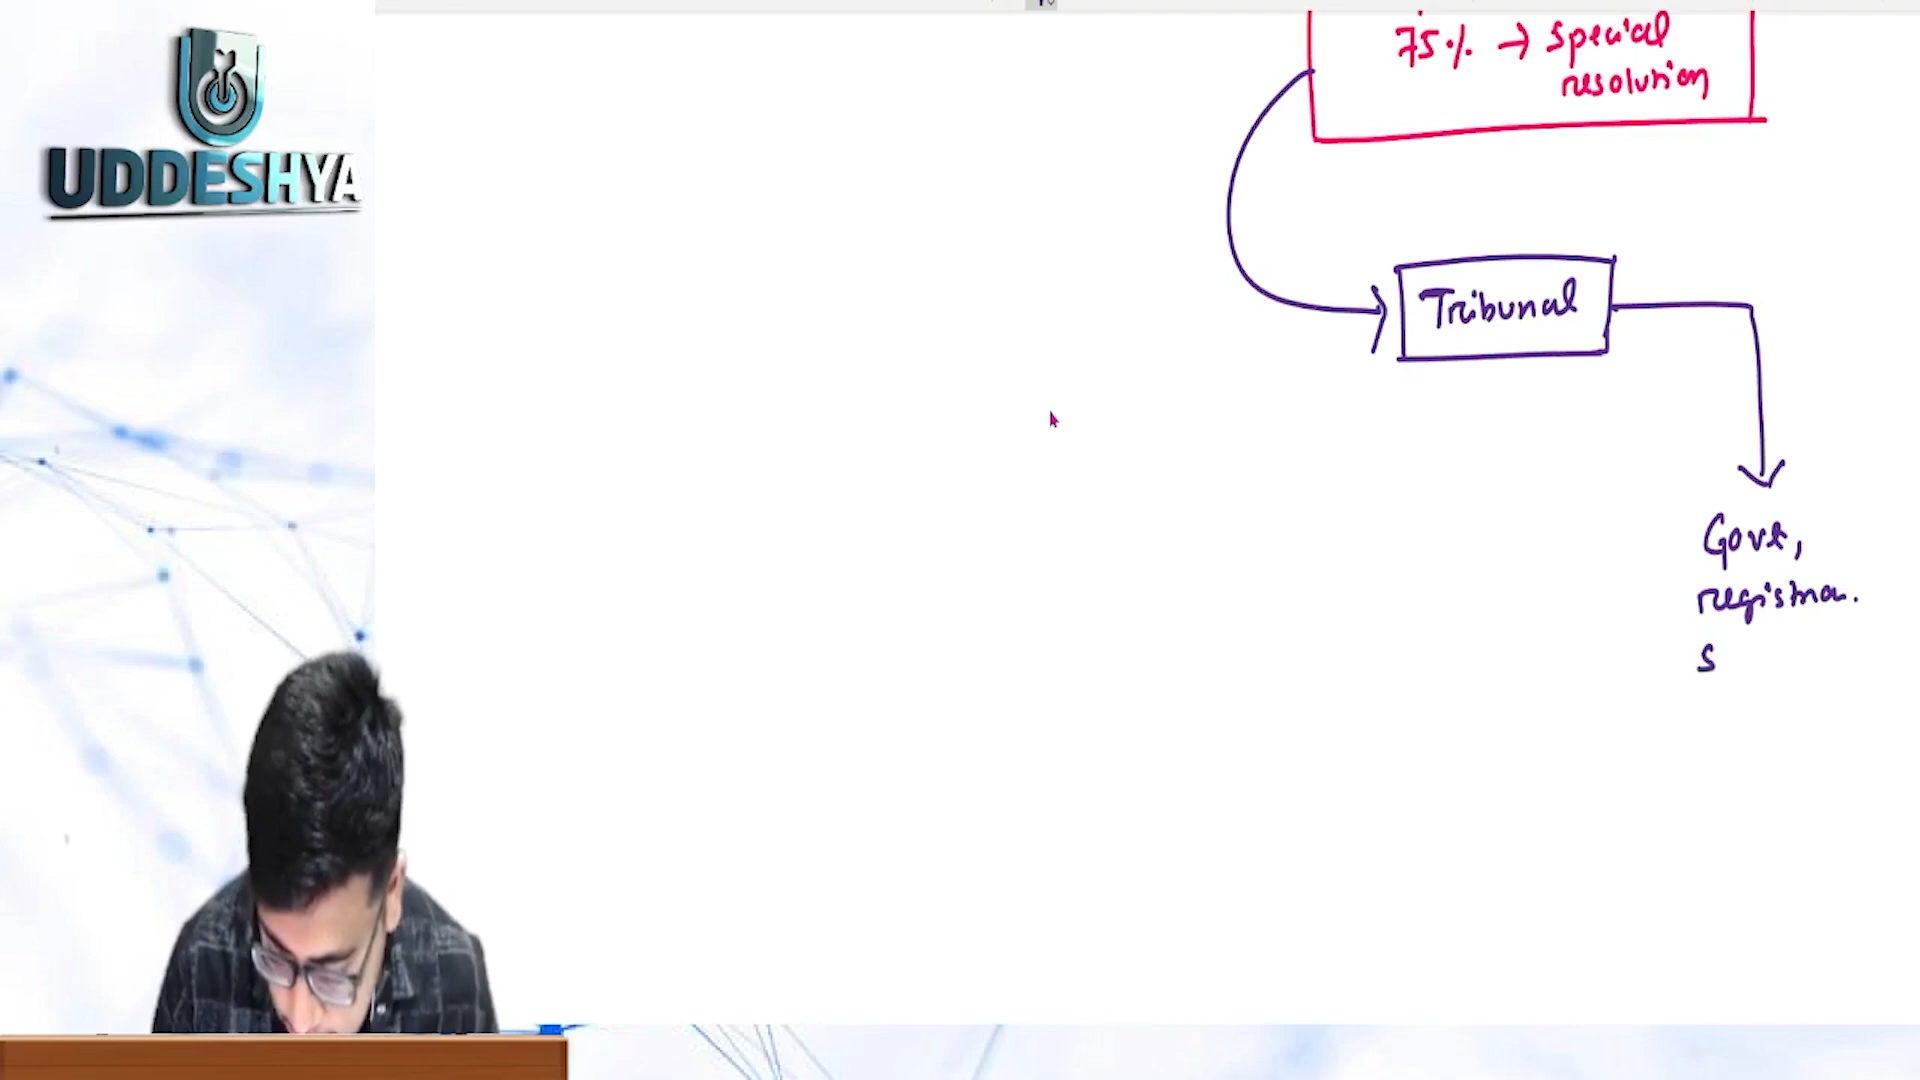 UDDESHYA
75% → special
resolution
Tribunal
Govt,
registrar.
s